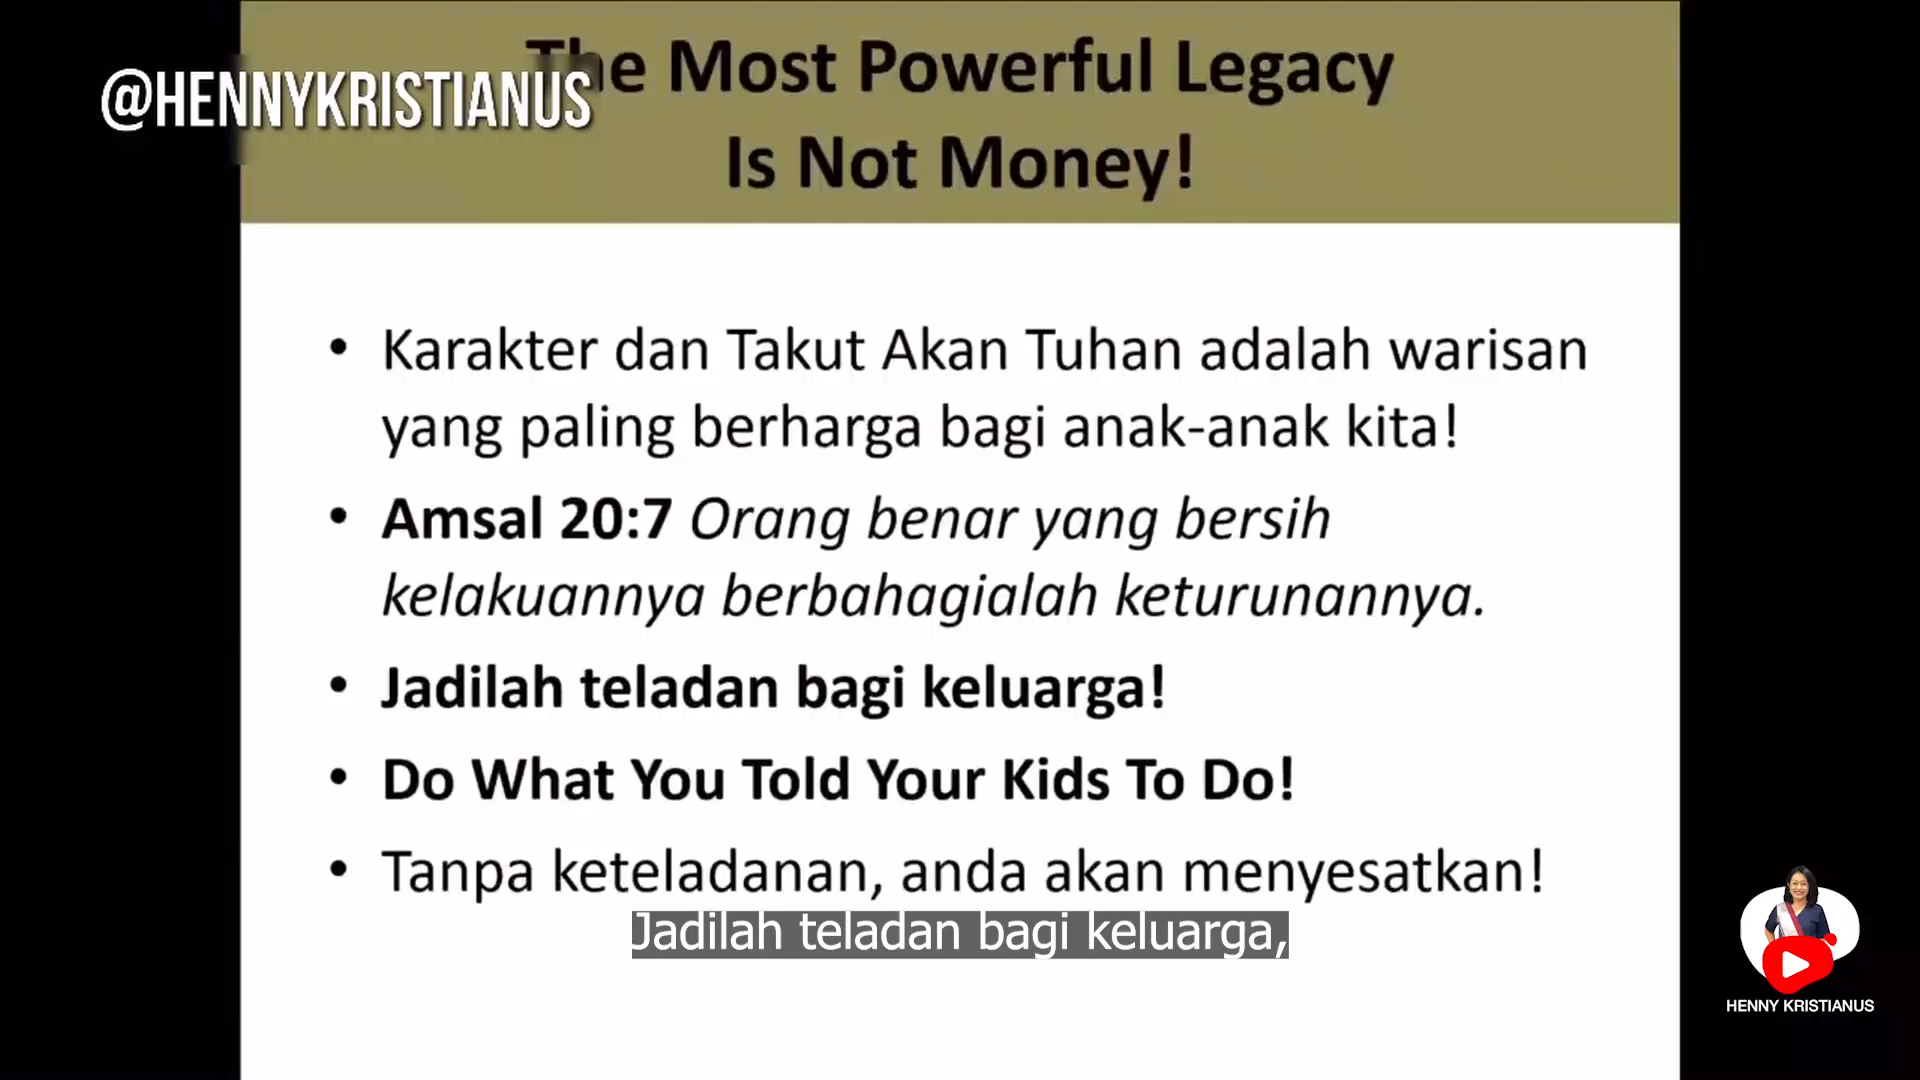 The Most Powerful Legacy
@HENNYKRISTIANUS
Is Not Money!
• Karakter dan Takut Akan Tuhan adalah warisan
yang paling berharga bagi anak-anak kita!
• Amsal 20:7 Orang benar yang bersih
kelakuannya berbahagialah keturunannya.
• Jadilah teladan bagi keluarga!
• Do What You Told Your Kids To Do!
• Tanpa keteladanan, anda akan menyesatkan!
Jadilah teladan bagi keluarga,
HENNY KRISTIANUS